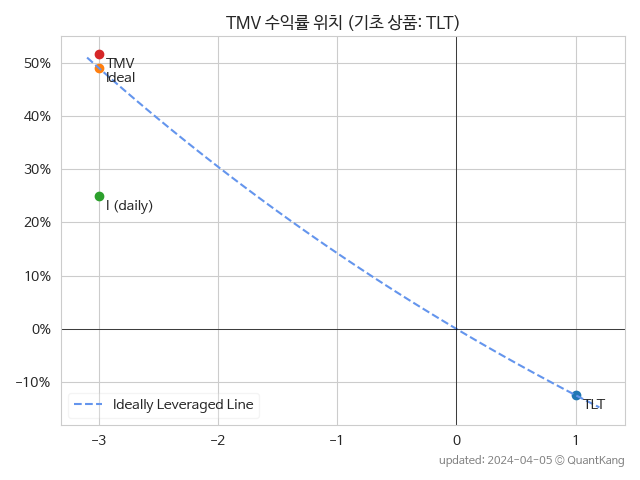 TMV 수익률 위치 (기초 상품: TLT)
50%
40%
30%
20%
10%
0%
−10%
TMV
Ideal
I (daily)
TLT
Ideally Leveraged Line
−3
−2
−1
0
1
updated: 2024-04-05 © QuantKang